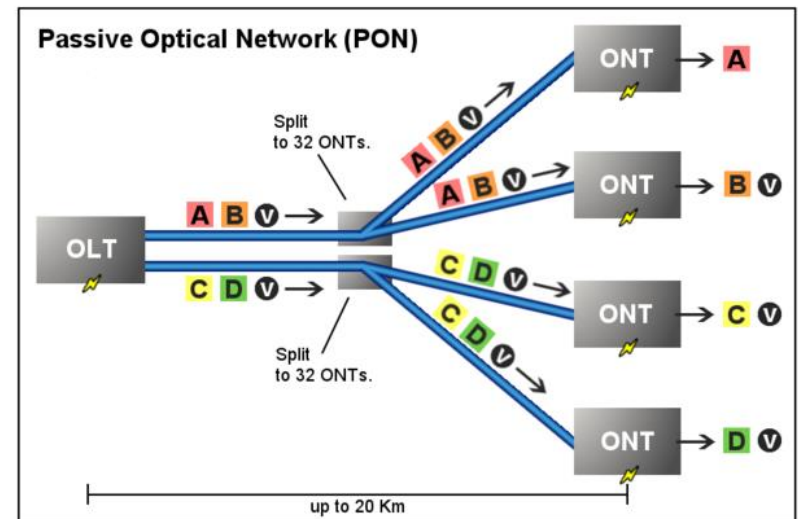 Passive Optical Network (PON)
ONT
A
Split
to 32 ONTs.
A B V
A B V
ONT
B V
A B V
OLT
C D V
C D V
C D V
ONT
C V
Split
to 32 ONTs.
ONT
D V
up to 20 Km